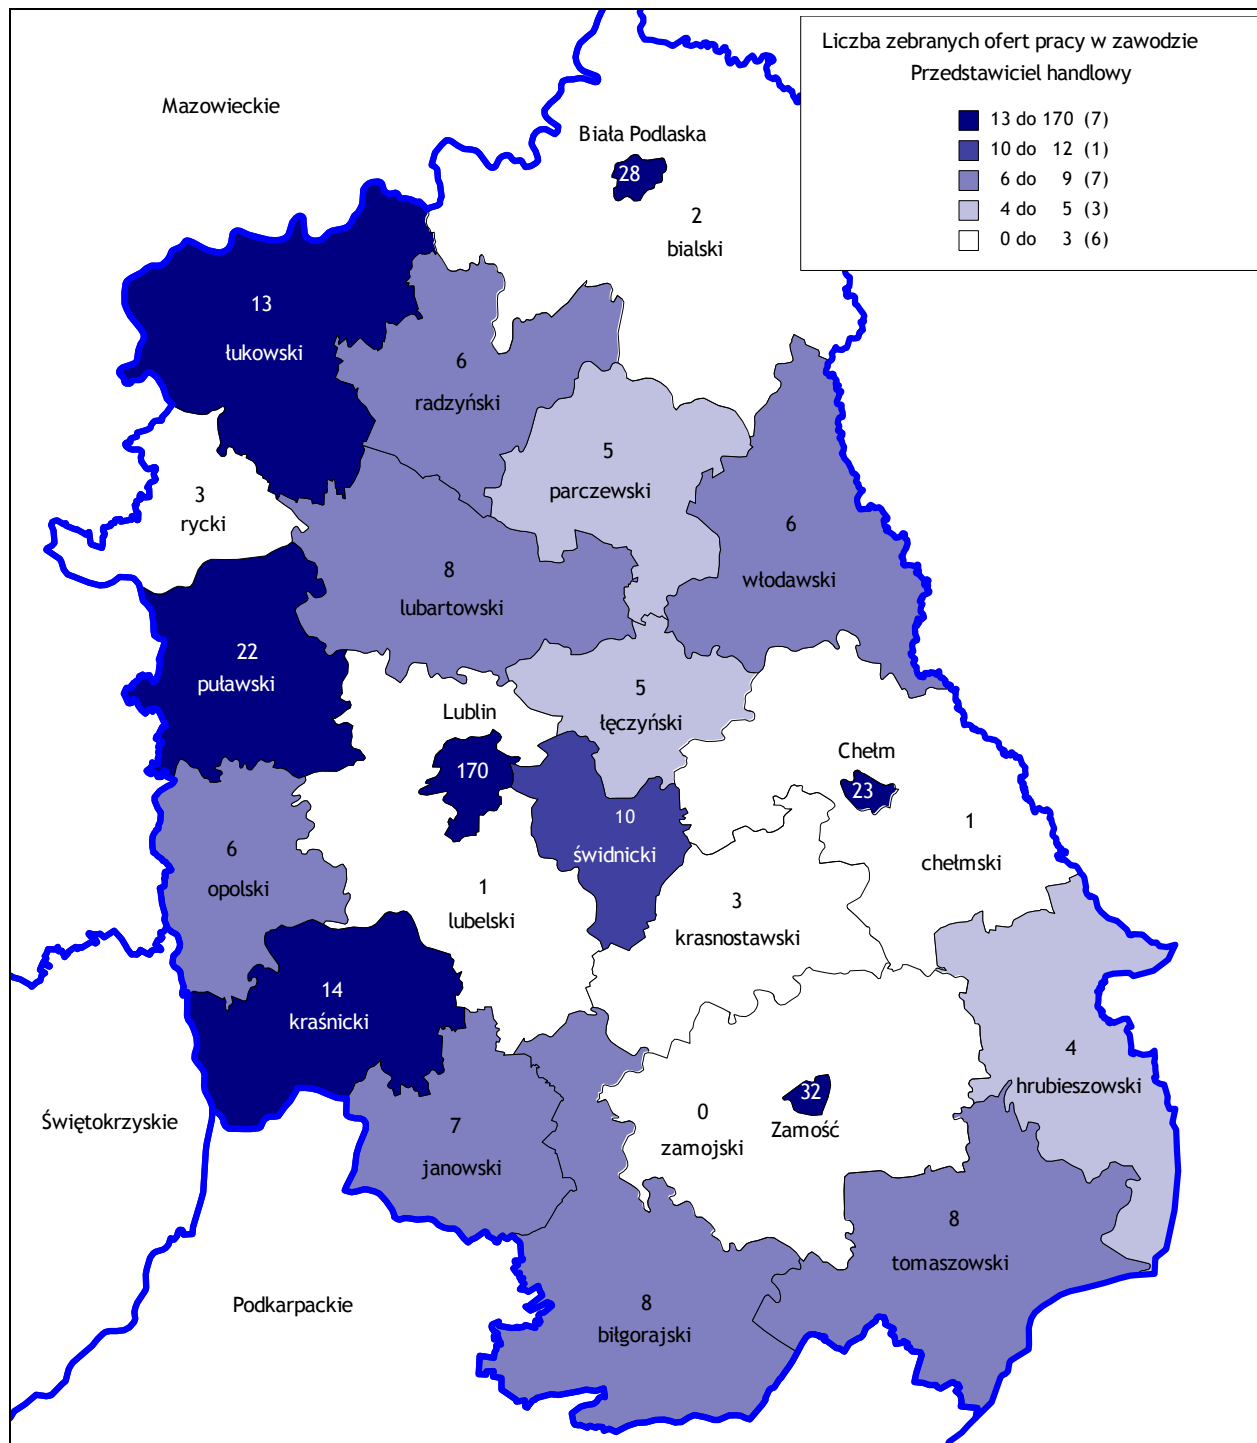 Liczba zebranych ofert pracy w zawodzie
Przedstawiciel handlowy
13 do 170 (7)
10 do 12 (1)
6 do 9 (7)
4 do 5 (3)
0 do 3 (6)
Mazowieckie
Biała Podlaska
28
2
bialski
13
łukowski
6
radzyński
5
parczewski
3
rycki
6
włodawski
8
lubartowski
22
puławski
5
łęczyński
Lublin
170
Chełm
23
10
świdnicki
1
chełmski
6
opolski
1
lubelski
3
krasnostawski
14
kraśnicki
4
hrubieszowski
32
Zamość
0
zamojski
Świętokrzyskie
7
janowski
8
tomaszowski
Podkarpackie
8
biłgorajski